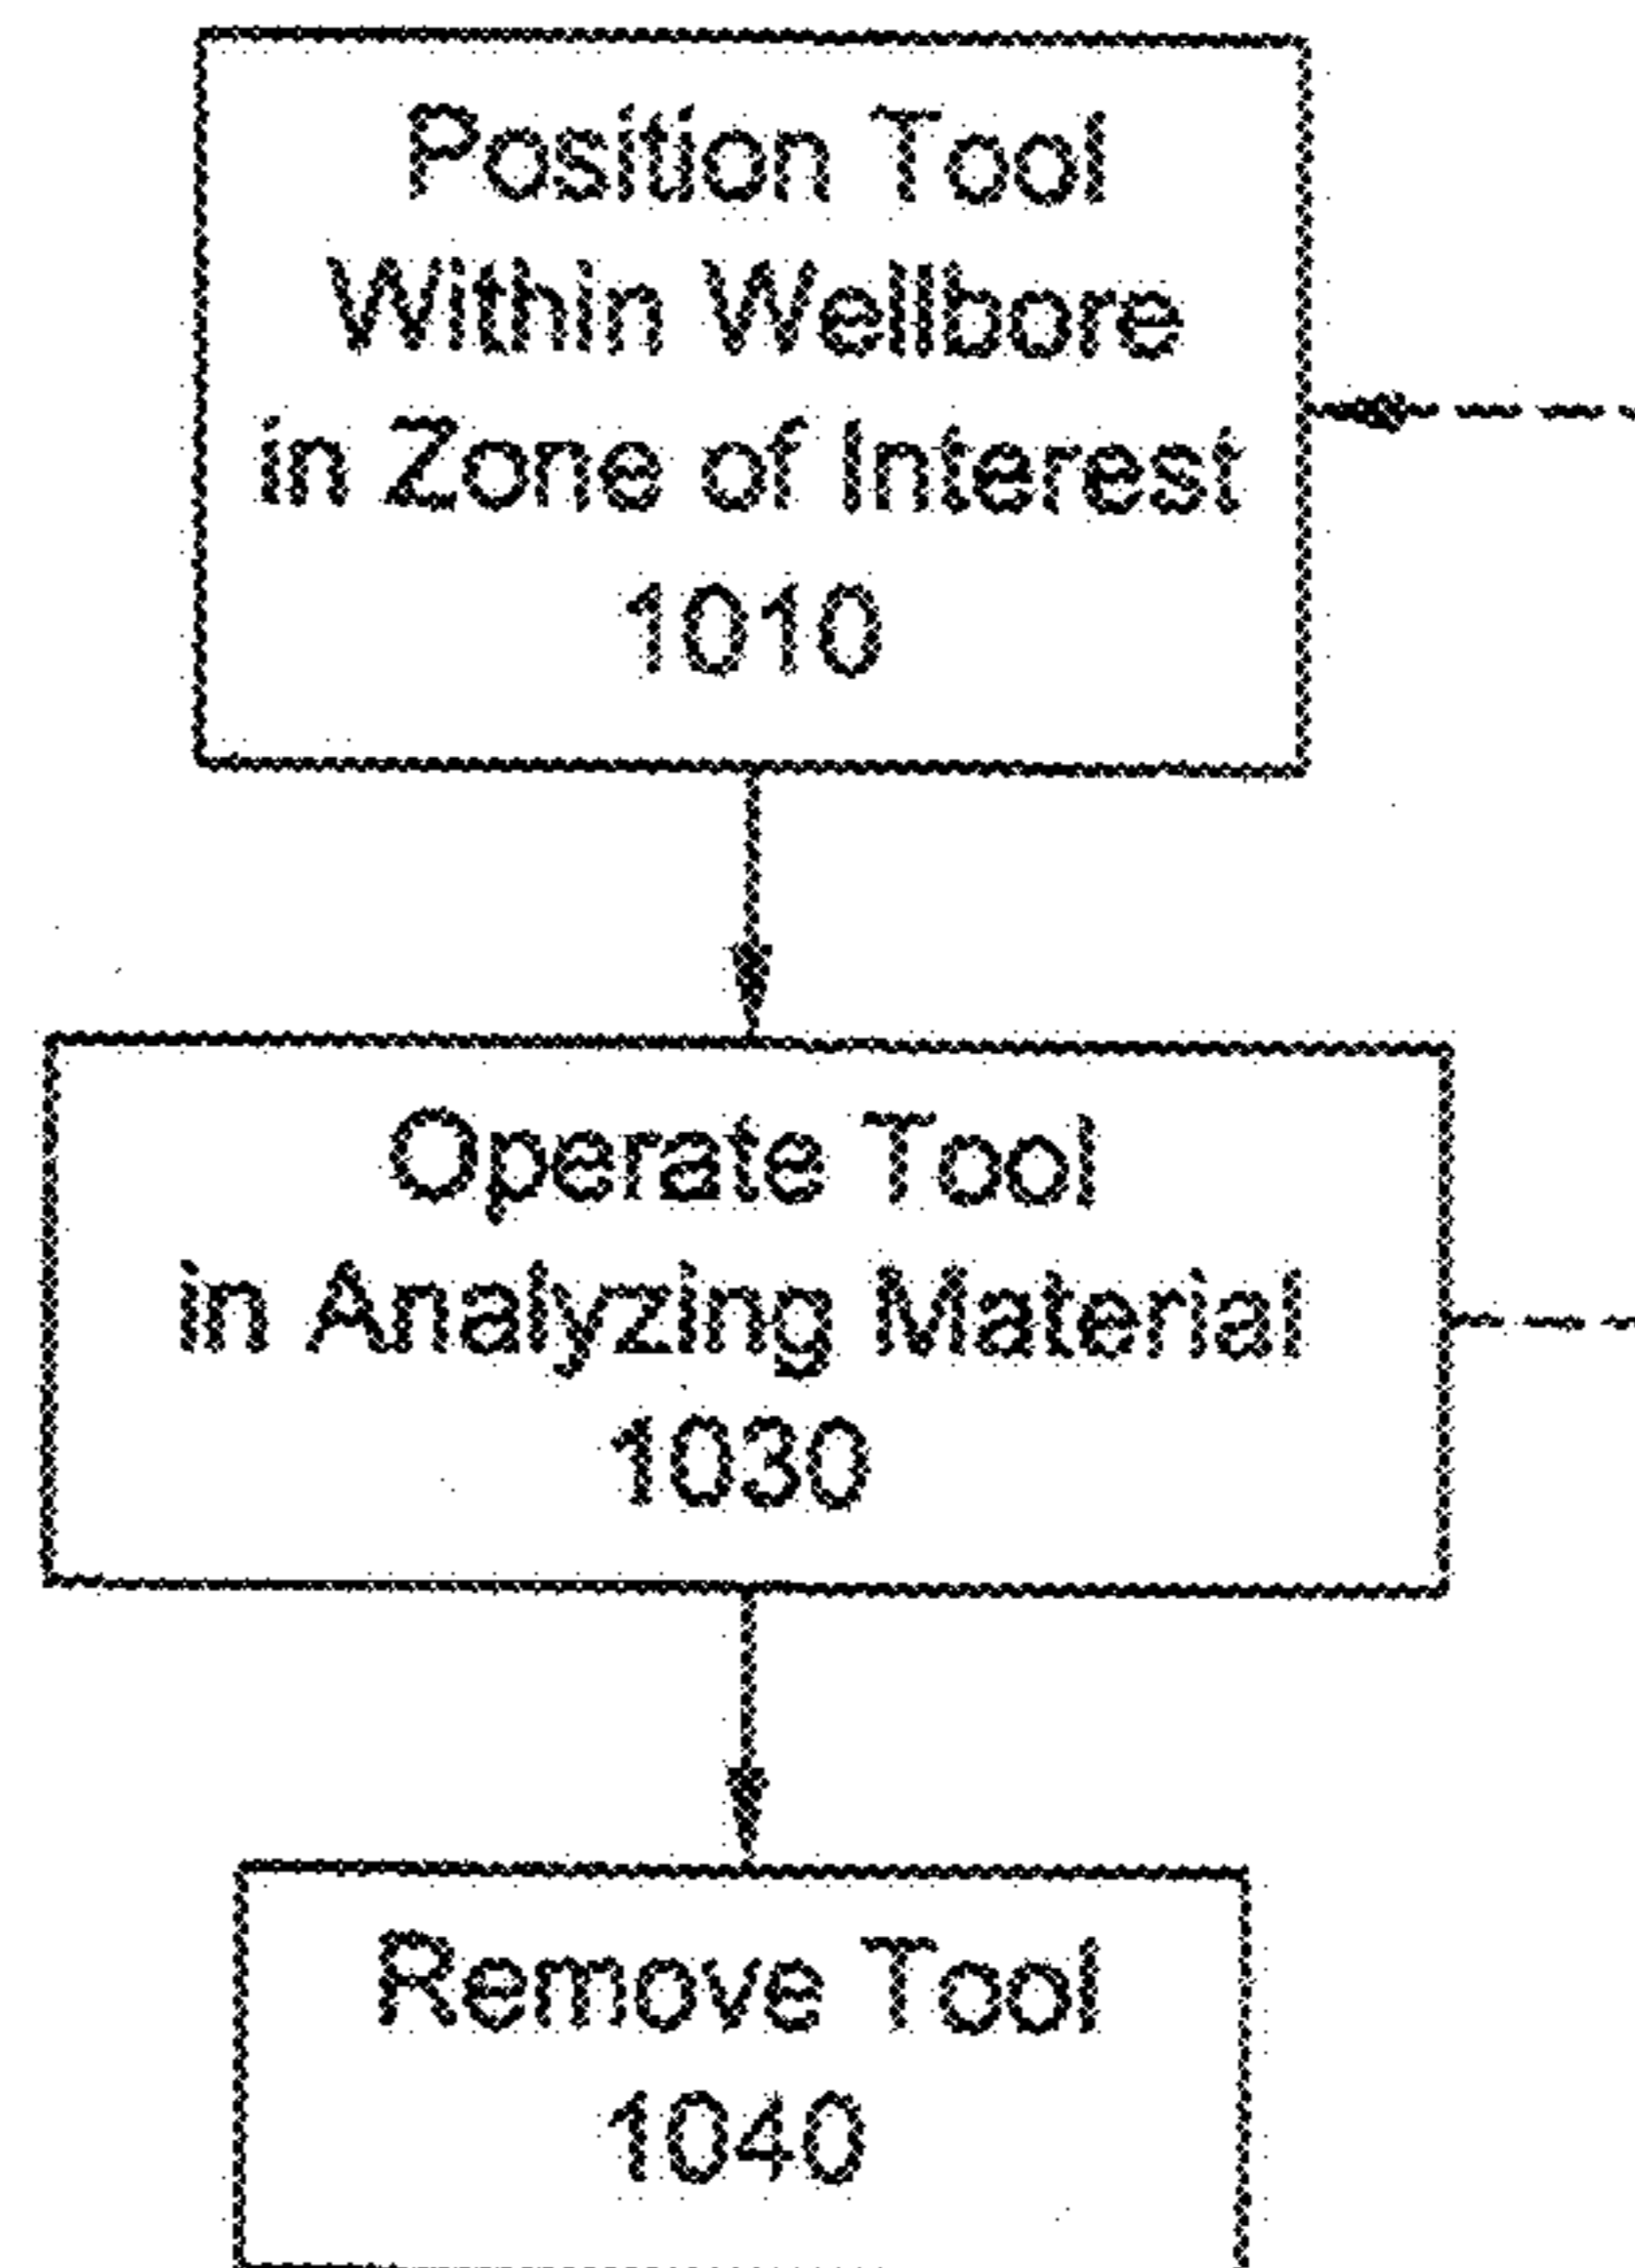 Position Tool
Within Wellbore
in Zone of Interest
1010
Operate Tool
in Analyzing Material
1030
Remove Tool
1040